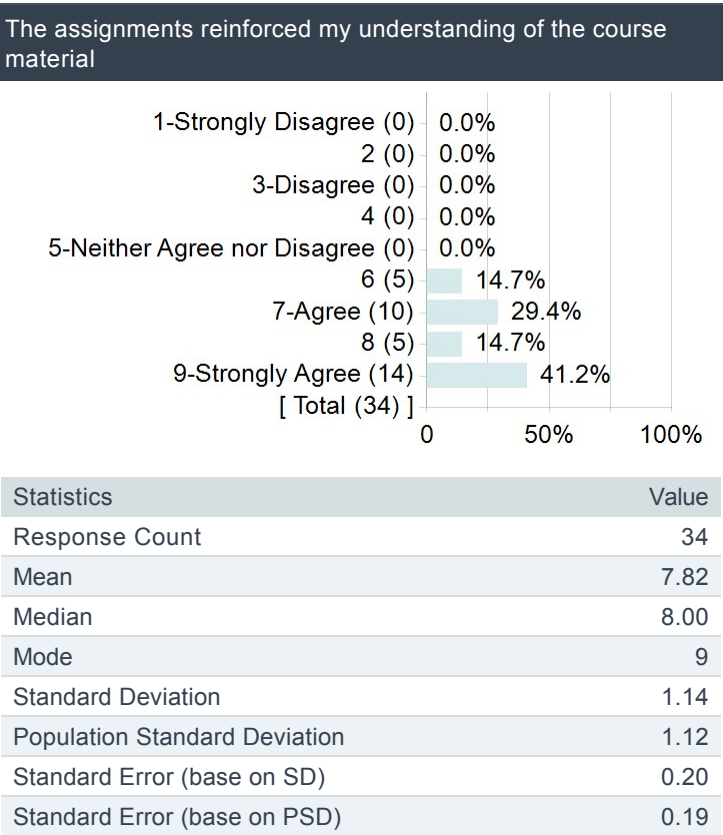 The assignments reinforced my understanding of the course
material
1-Strongly Disagree (0) 0.0%
2 (0) 0.0%
3-Disagree (0) 0.0%
4 (0) 0.0%
5-Neither Agree nor Disagree (0) 0.0%
6 (5) 14.7%
7-Agree (10) 29.4%
8 (5) 14.7%
9-Strongly Agree (14) 41.2%
[ Total (34) ]
0 50% 100%
Statistics Value
Response Count 34
Mean 7.82
Median 8.00
Mode 9
Standard Deviation 1.14
Population Standard Deviation 1.12
Standard Error (base on SD) 0.20
Standard Error (base on PSD) 0.19